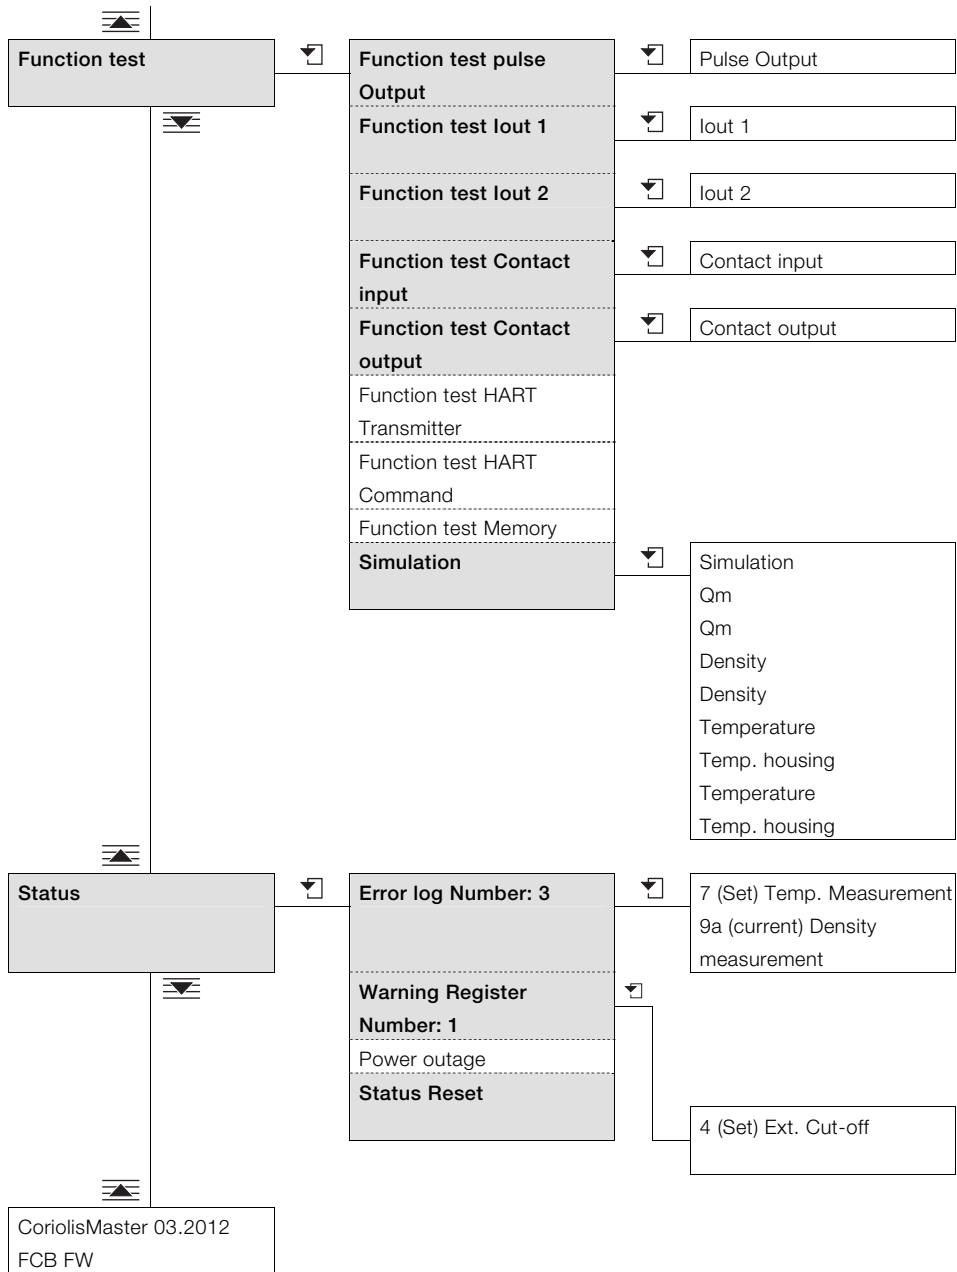 Function test
Function test pulse
Output
Pulse Output
Function test Iout 1
Iout 1
Function test Iout 2
Iout 2
Function test Contact
input
Contact input
Function test Contact
output
Contact output
Function test HART
Transmitter
Function test HART
Command
Function test Memory
Simulation
Simulation
Qm
Qm
Density
Density
Temperature
Temp. housing
Temperature
Temp. housing
Status
Error log Number: 3
7 (Set) Temp. Measurement
9a (current) Density
measurement
Warning Register
Number: 1
Power outage
Status Reset
4 (Set) Ext. Cut-off
CoriolisMaster 03.2012
FCB FW